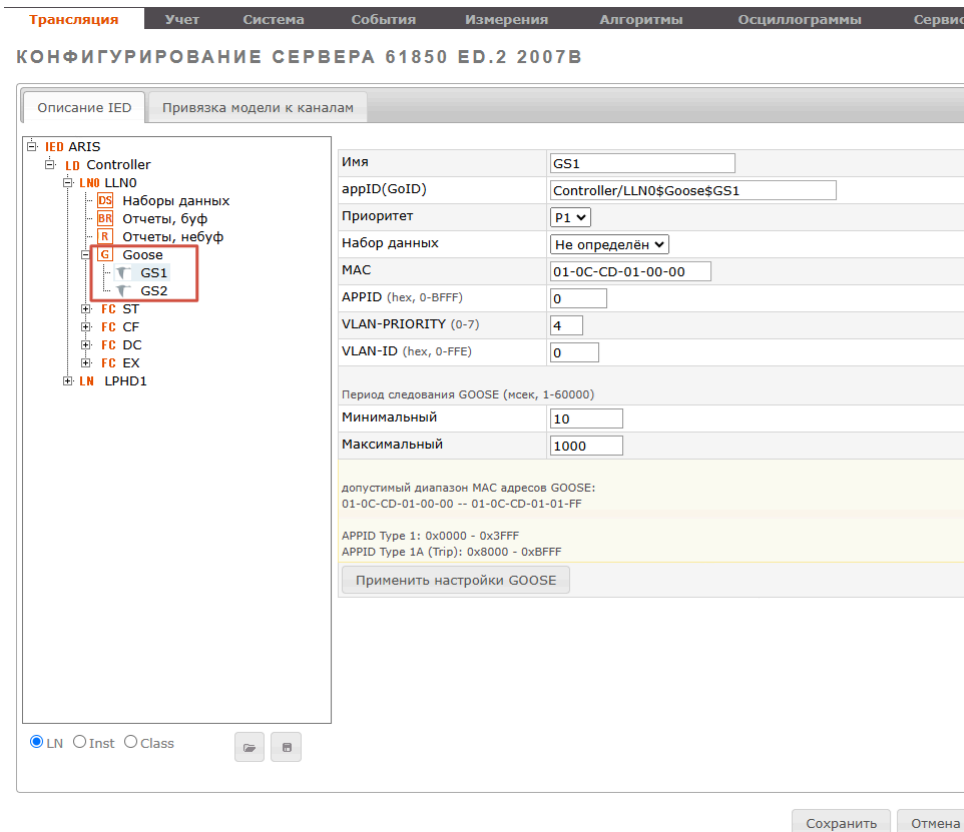 Трансляция Учет Система События Измерения Алгоритмы Осциллограммы Сервис
КОНФИГУРИРОВАНИЕ СЕРВЕРА 61850 ED.2 2007B
Описание IED Привязка модели к каналам
IED ARIS
LD Controller
LN0 LLN0
DS Наборы данных
BR Отчеты, буф
R Отчеты, небуф
G Goose
GS1
GS2
FC ST
FC CF
FC DC
FC EX
LN LPHD1
Имя GS1
appID(GoID) Controller/LLN0$Goose$GS1
Приоритет P1
Набор данных Не определён
MAC 01-0C-CD-01-00-00
APPID (hex, 0-BFFF) 0
VLAN-PRIORITY (0-7) 4
VLAN-ID (hex, 0-FFE) 0
Период следования GOOSE (мсек, 1-60000)
Минимальный 10
Максимальный 1000
допустимый диапазон MAC адресов GOOSE:
01-0C-CD-01-00-00 -- 01-0C-CD-01-01-FF
APPID Type 1: 0x0000 - 0x3FFF
APPID Type 1A (Trip): 0x8000 - 0xBFFF
Применить настройки GOOSE
LN Inst Class
Сохранить Отмена